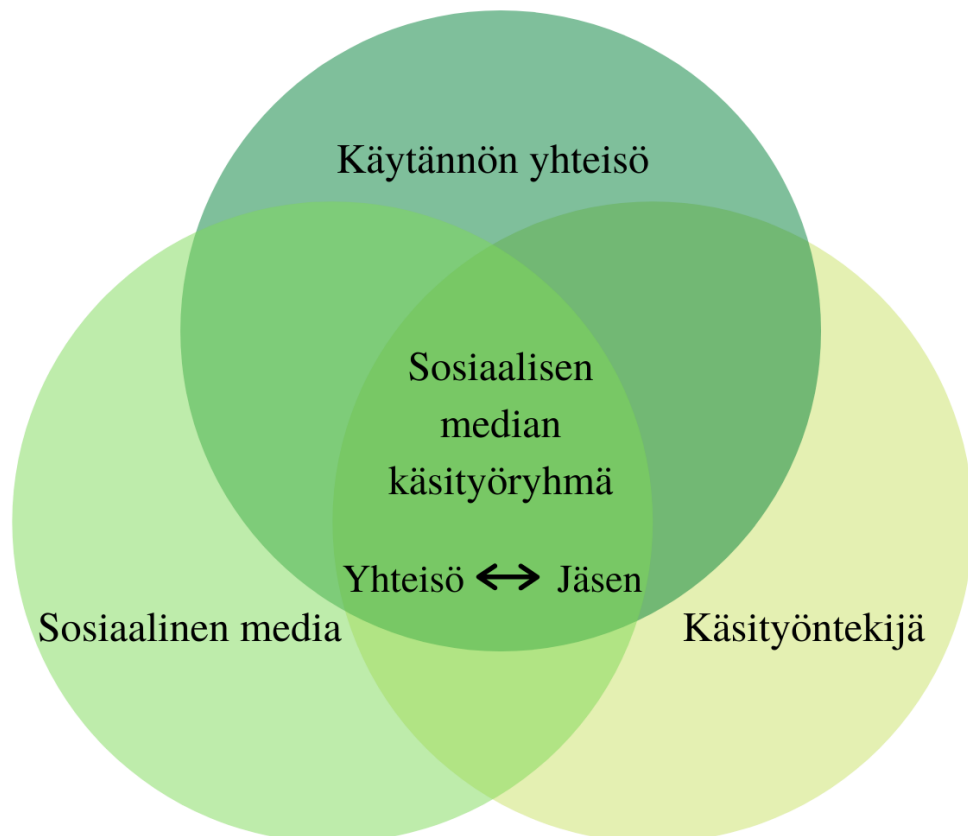 Käytännön yhteisö
Sosiaalisen
median
käsityöryhmä
Yhteisö ↔ Jäsen
Sosiaalinen media
Käsityöntekijä